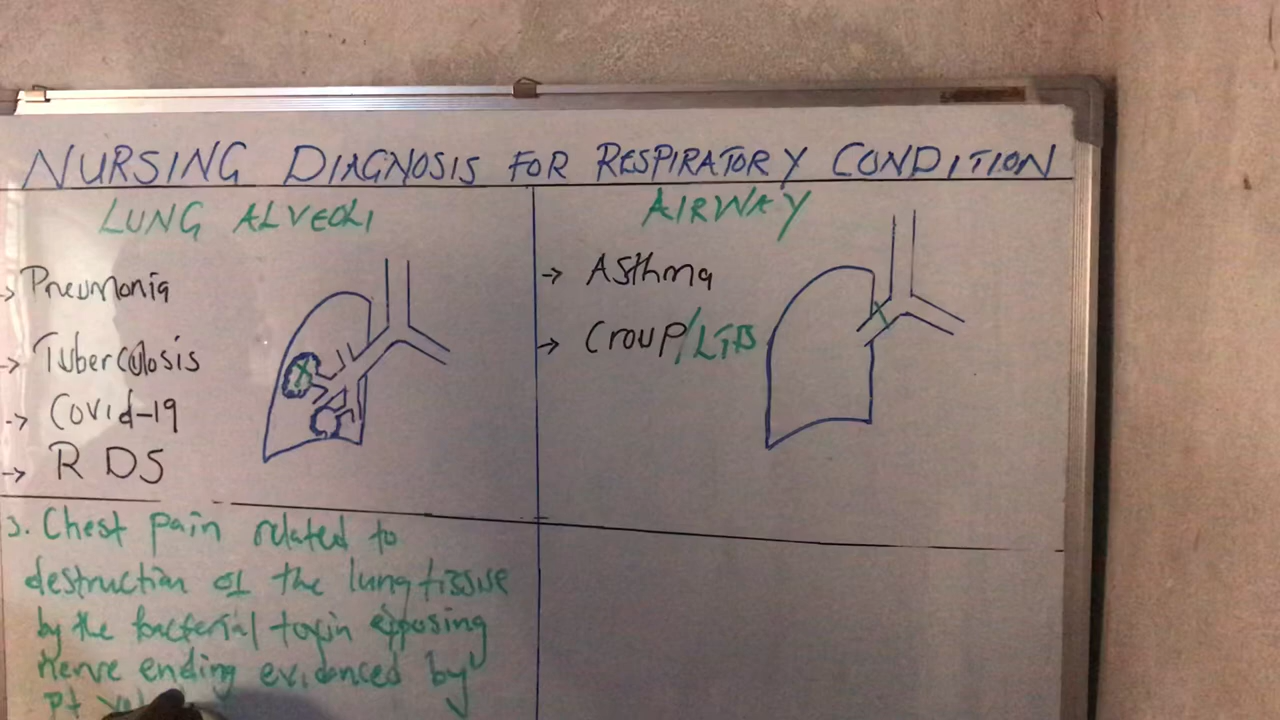 NURSING DIAGNOSIS FOR RESPIRATORY CONDITION
LUNG ALVEOLI
→ Pneumonia
→ Tuberculosis
→ Covid-19
→ RDS
AIRWAY
→ Asthma
→ Croup/LTB
3. Chest pain related to
destruction of the lung tissue
by the bacterial toxin exposing
nerve ending evidenced by
Pt